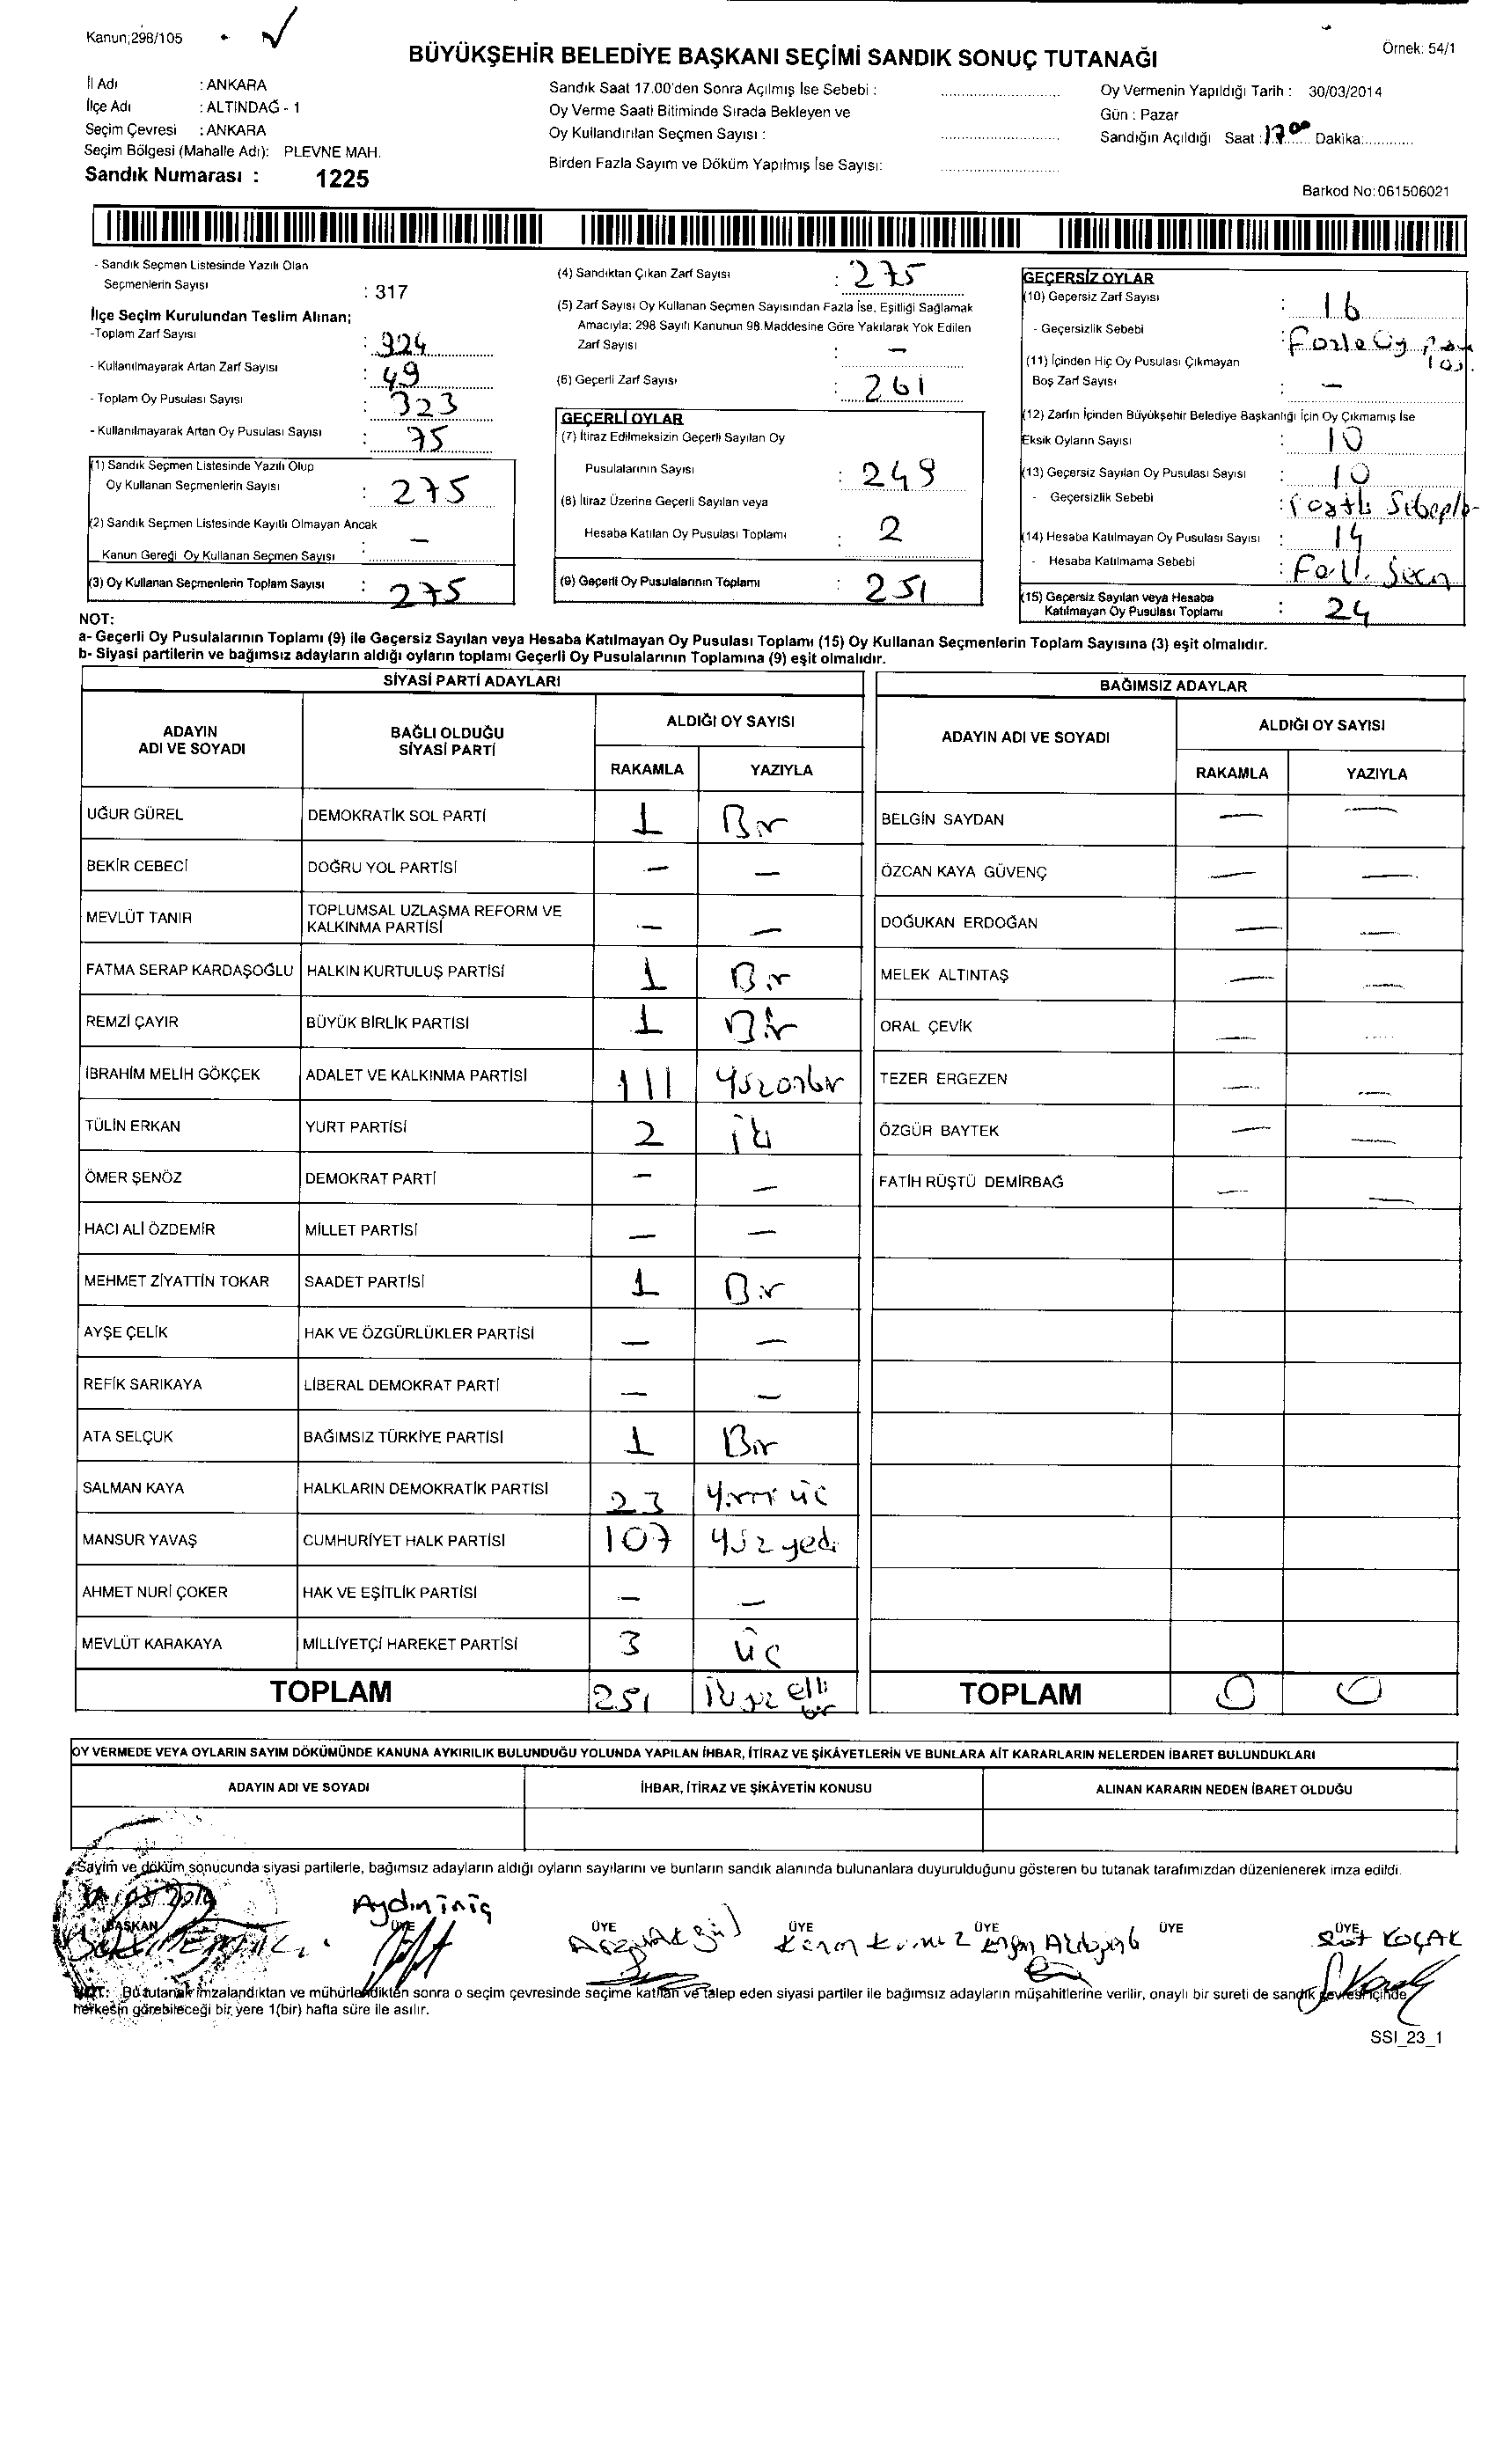 Kanun;298/105
Örnek: 54/1
BÜYÜKŞEHİR BELEDİYE BAŞKANI SEÇİMİ SANDIK SONUÇ TUTANAĞI
İl Adı : ANKARA
İlçe Adı : ALTINDAĞ - 1
Seçim Çevresi : ANKARA
Seçim Bölgesi (Mahalle Adı): PLEVNE MAH.
Sandık Numarası : 1225
Sandık Saat 17.00'den Sonra Açılmış İse Sebebi :
Oy Verme Saati Bitiminde Sırada Bekleyen ve
Oy Kullandırılan Seçmen Sayısı :
Birden Fazla Sayım ve Döküm Yapılmış İse Sayısı:
Oy Vermenin Yapıldığı Tarih : 30/03/2014
Gün : Pazar
Sandığın Açıldığı Saat : 17 00 Dakika:
Barkod No:061506021
- Sandık Seçmen Listesinde Yazılı Olan
Seçmenlerin Sayısı : 317
İlçe Seçim Kurulundan Teslim Alınan;
-Toplam Zarf Sayısı : 924
- Kullanılmayarak Artan Zarf Sayısı : 49
- Toplam Oy Pusulası Sayısı : 323
- Kullanılmayarak Artan Oy Pusulası Sayısı : 75
(1) Sandık Seçmen Listesinde Yazılı Olup
Oy Kullanan Seçmenlerin Sayısı : 275
(2) Sandık Seçmen Listesinde Kayıtlı Olmayan Ancak
Kanun Gereği Oy Kullanan Seçmen Sayısı : -
(3) Oy Kullanan Seçmenlerin Toplam Sayısı : 275
(4) Sandıktan Çıkan Zarf Sayısı : 275
(5) Zarf Sayısı Oy Kullanan Seçmen Sayısından Fazla İse, Eşitliği Sağlamak
Amacıyla; 298 Sayılı Kanunun 98.Maddesine Göre Yakılarak Yok Edilen
Zarf Sayısı : -
(6) Geçerli Zarf Sayısı : 261
GEÇERLİ OYLAR
(7) İtiraz Edilmeksizin Geçerli Sayılan Oy
Pusulalarının Sayısı : 249
(8) İtiraz Üzerine Geçerli Sayılan veya
Hesaba Katılan Oy Pusulası Toplamı : 2
(9) Geçerli Oy Pusulalarının Toplamı : 251
GEÇERSİZ OYLAR
(10) Geçersiz Zarf Sayısı : 16
- Geçersizlik Sebebi : Fazla Oy
(11) İçinden Hiç Oy Pusulası Çıkmayan
Boş Zarf Sayısı : -
(12) Zarfın İçinden Büyükşehir Belediye Başkanlığı İçin Oy Çıkmamış İse
Eksik Oyların Sayısı : 10
(13) Geçersiz Sayılan Oy Pusulası Sayısı : 10
- Geçersizlik Sebebi :
(14) Hesaba Katılmayan Oy Pusulası Sayısı : 14
- Hesaba Katılmama Sebebi :
(15) Geçersiz Sayılan veya Hesaba
Katılmayan Oy Pusulası Toplamı : 24
NOT:
a- Geçerli Oy Pusulalarının Toplamı (9) ile Geçersiz Sayılan veya Hesaba Katılmayan Oy Pusulası Toplamı (15) Oy Kullanan Seçmenlerin Toplam Sayısına (3) eşit olmalıdır.
b- Siyasi partilerin ve bağımsız adayların aldığı oyların toplamı Geçerli Oy Pusulalarının Toplamına (9) eşit olmalıdır.
SİYASİ PARTİ ADAYLARI
ADAYIN
ADI VE SOYADI
BAĞLI OLDUĞU
SİYASİ PARTİ
ALDIĞI OY SAYISI
RAKAMLA YAZIYLA
UĞUR GÜREL DEMOKRATİK SOL PARTİ 1 Bir
BEKİR CEBECİ DOĞRU YOL PARTİSİ - -
MEVLÜT TANIR TOPLUMSAL UZLAŞMA REFORM VE
KALKINMA PARTİSİ - -
FATMA SERAP KARDAŞOĞLU HALKIN KURTULUŞ PARTİSİ 1 Bir
REMZİ ÇAYIR BÜYÜK BİRLİK PARTİSİ 1 Bir
İBRAHİM MELİH GÖKÇEK ADALET VE KALKINMA PARTİSİ 111 yüzonbir
TÜLİN ERKAN YURT PARTİSİ 2 iki
ÖMER ŞENÖZ DEMOKRAT PARTİ - -
HACI ALİ ÖZDEMİR MİLLET PARTİSİ - -
MEHMET ZİYATTİN TOKAR SAADET PARTİSİ 1 Bir
AYŞE ÇELİK HAK VE ÖZGÜRLÜKLER PARTİSİ - -
REFİK SARIKAYA LİBERAL DEMOKRAT PARTİ - -
ATA SELÇUK BAĞIMSIZ TÜRKİYE PARTİSİ 1 Bir
SALMAN KAYA HALKLARIN DEMOKRATİK PARTİSİ 23 yirmi üç
MANSUR YAVAŞ CUMHURİYET HALK PARTİSİ 107 yüz yedi
AHMET NURİ ÇOKER HAK VE EŞİTLİK PARTİSİ - -
MEVLÜT KARAKAYA MİLLİYETÇİ HAREKET PARTİSİ 3 üç
TOPLAM 251 ikiyüz elli bir
BAĞIMSIZ ADAYLAR
ADAYIN ADI VE SOYADI
ALDIĞI OY SAYISI
RAKAMLA YAZIYLA
BELGİN SAYDAN - -
ÖZCAN KAYA GÜVENÇ - -
DOĞUKAN ERDOĞAN - -
MELEK ALTINTAŞ - -
ORAL ÇEVİK - -
TEZER ERGEZEN - -
ÖZGÜR BAYTEK - -
FATİH RÜŞTÜ DEMİRBAĞ - -
TOPLAM 0 0
OY VERMEDE VEYA OYLARIN SAYIM DÖKÜMÜNDE KANUNA AYKIRILIK BULUNDUĞU YOLUNDA YAPILAN İHBAR, İTİRAZ VE ŞİKÂYETLERİN VE BUNLARA AİT KARARLARIN NELERDEN İBARET BULUNDUKLARI
ADAYIN ADI VE SOYADI İHBAR, İTİRAZ VE ŞİKÂYETİN KONUSU ALINAN KARARIN NEDEN İBARET OLDUĞU
Sayım ve döküm sonucunda siyasi partilerle, bağımsız adayların aldığı oyların sayılarını ve bunların sandık alanında bulunanlara duyurulduğunu gösteren bu tutanak tarafımızdan düzenlenerek imza edildi.
BAŞKAN ÜYE ÜYE ÜYE ÜYE ÜYE ÜYE
Aydın iniş
KOÇAK
NOT: Bu tutanak imzalandıktan ve mühürlendikten sonra o seçim çevresinde seçime katılan ve talep eden siyasi partiler ile bağımsız adayların müşahitlerine verilir, onaylı bir sureti de sandık çevresi içinde
herkesin görebileceği bir yere 1(bir) hafta süre ile asılır.
SSI_23_1